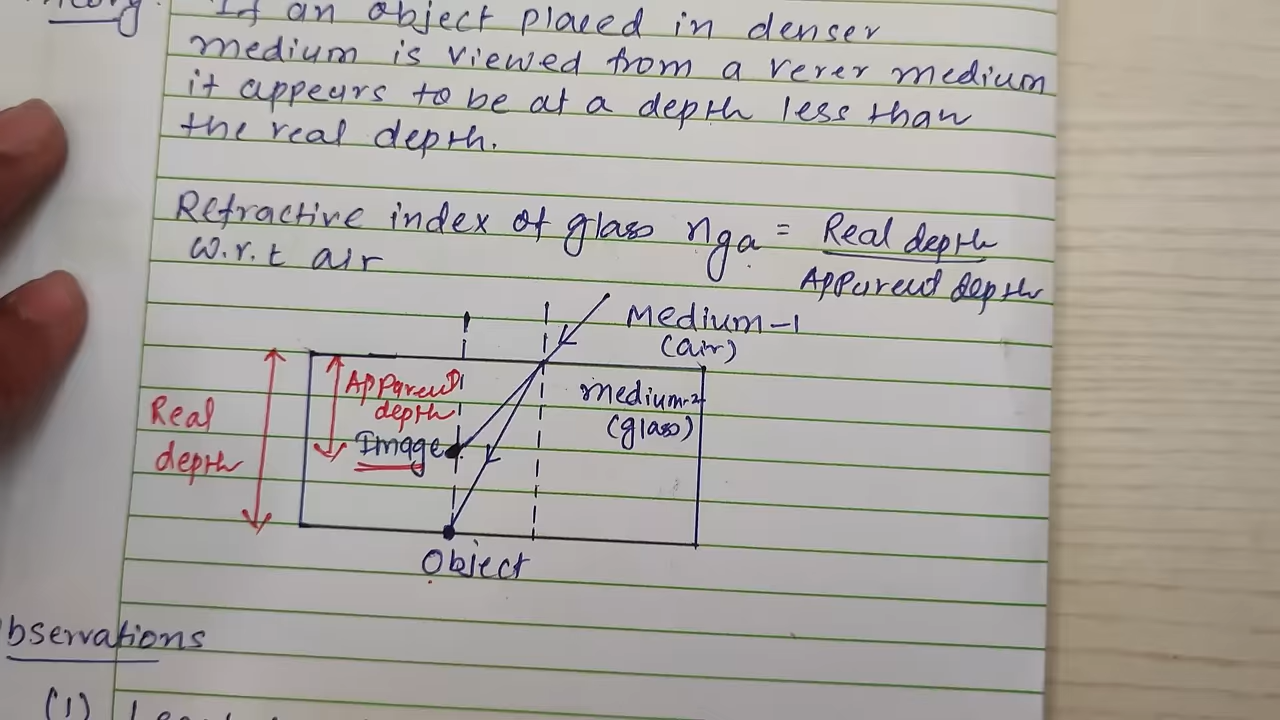 If an object placed in denser
medium is viewed from a rerer medium
it appears to be at a depth less than
the real depth.
Refractive index of glass nga = Real depth
w.r.t air
Apparent depth
Medium-1
(air)
Apparent
depth
medium-2
(glass)
Real
depth
Image
Object
bservations
(1)